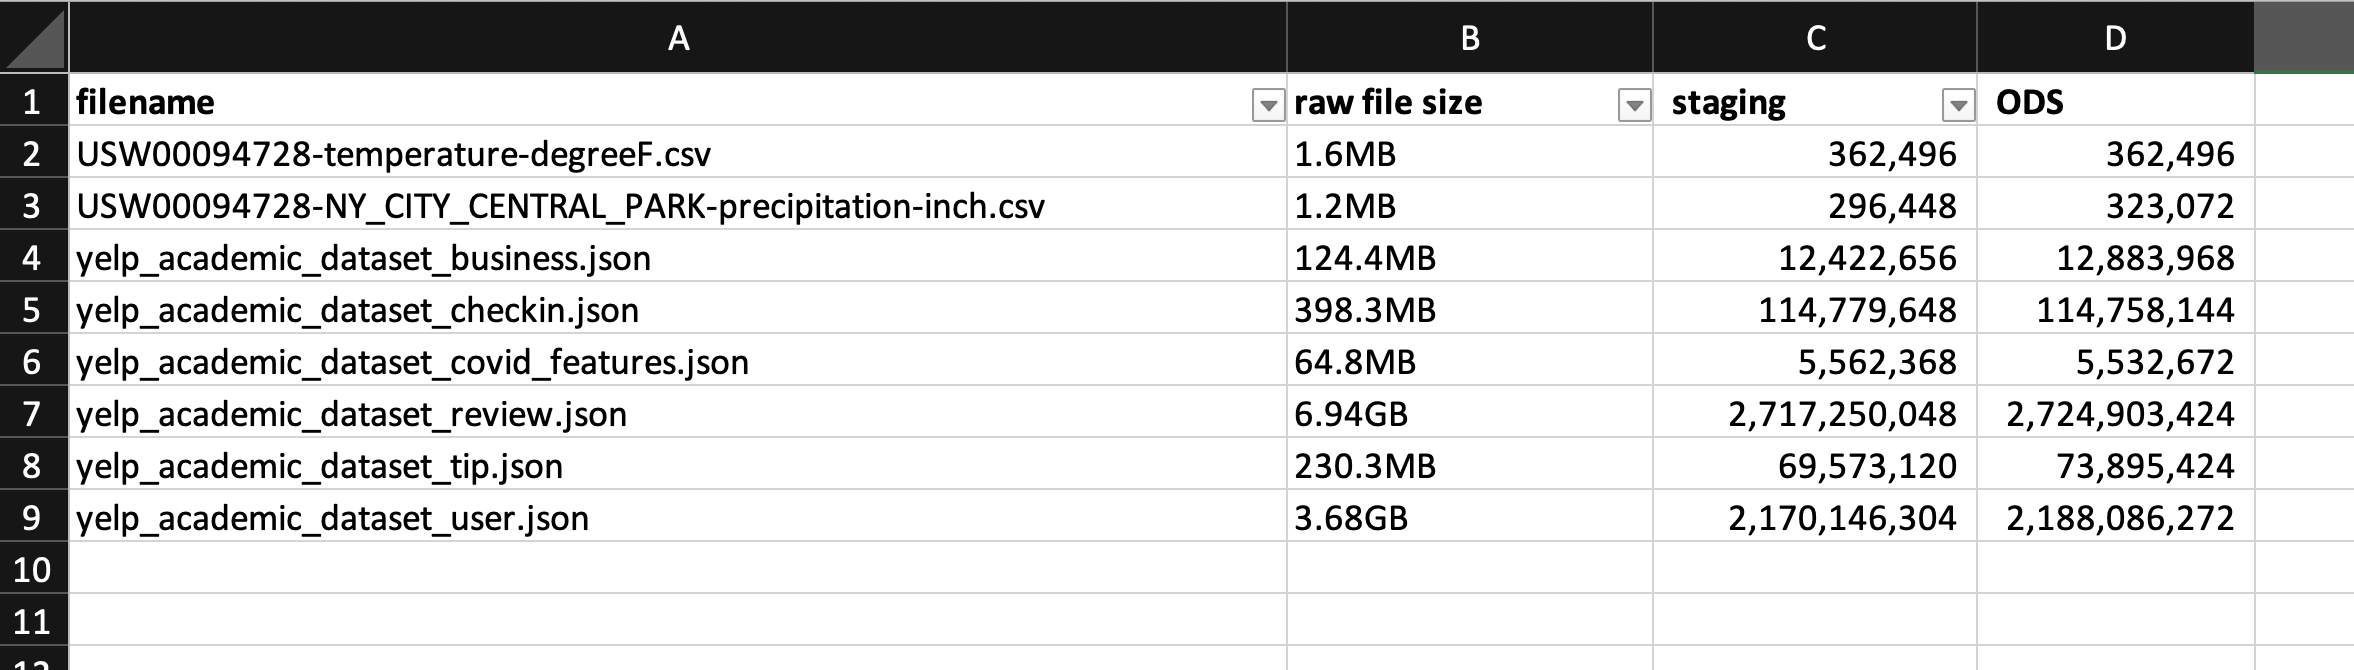 A B C D
1 filename raw file size staging ODS
2 USW00094728-temperature-degreeF.csv 1.6MB 362,496 362,496
3 USW00094728-NY_CITY_CENTRAL_PARK-precipitation-inch.csv 1.2MB 296,448 323,072
4 yelp_academic_dataset_business.json 124.4MB 12,422,656 12,883,968
5 yelp_academic_dataset_checkin.json 398.3MB 114,779,648 114,758,144
6 yelp_academic_dataset_covid_features.json 64.8MB 5,562,368 5,532,672
7 yelp_academic_dataset_review.json 6.94GB 2,717,250,048 2,724,903,424
8 yelp_academic_dataset_tip.json 230.3MB 69,573,120 73,895,424
9 yelp_academic_dataset_user.json 3.68GB 2,170,146,304 2,188,086,272
10
11
12